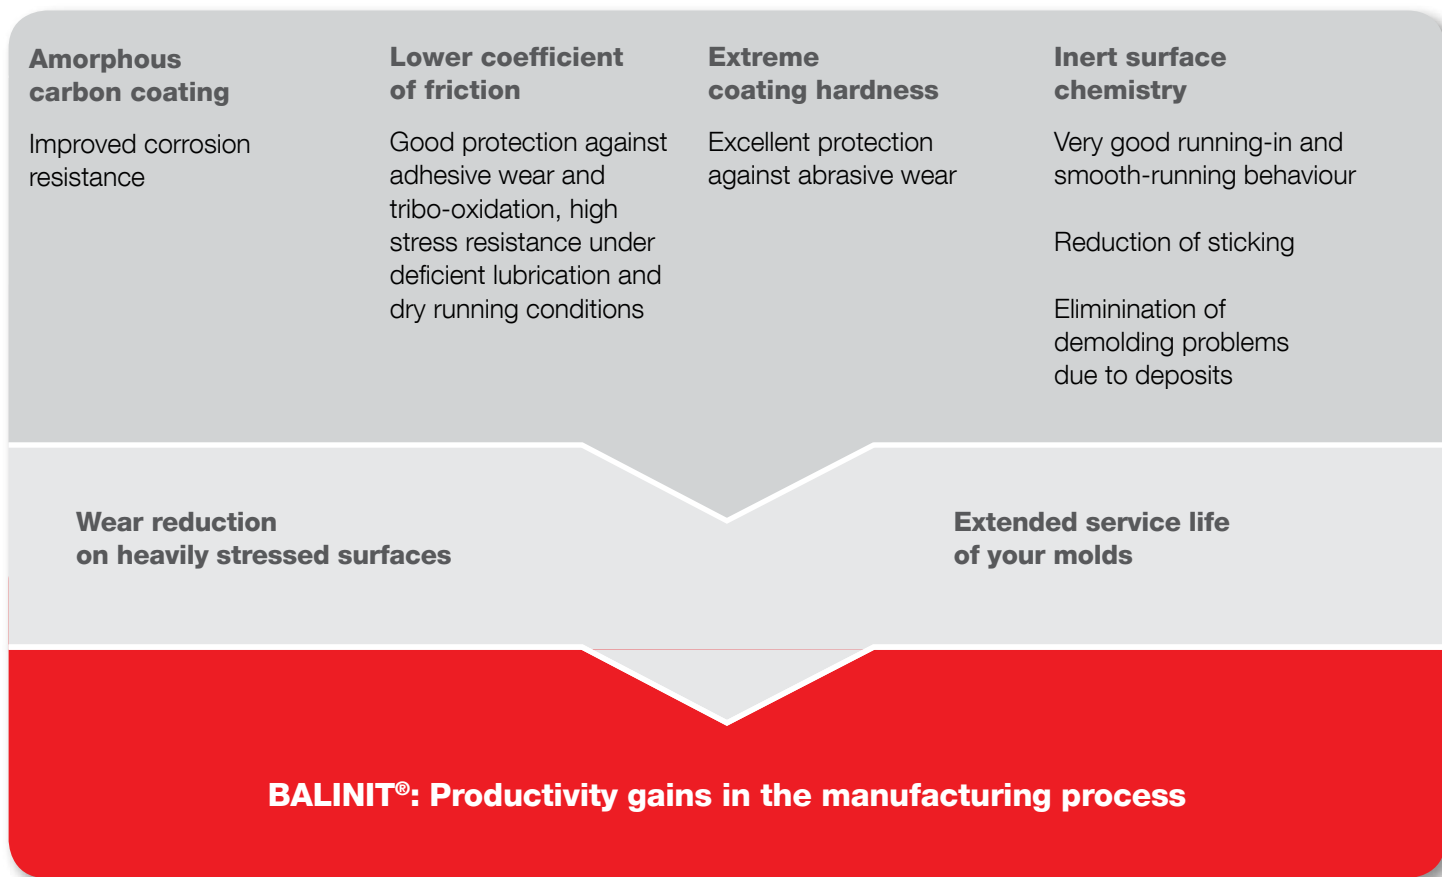 Amorphous
carbon coating
Improved corrosion
resistance
Lower coefficient
of friction
Good protection against
adhesive wear and
tribo-oxidation, high
stress resistance under
deficient lubrication and
dry running conditions
Extreme
coating hardness
Excellent protection
against abrasive wear
Inert surface
chemistry
Very good running-in and
smooth-running behaviour
Reduction of sticking
Eliminination of
demolding problems
due to deposits
Wear reduction
on heavily stressed surfaces
Extended service life
of your molds
BALINIT®: Productivity gains in the manufacturing process